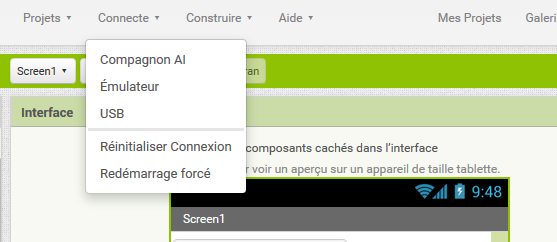 Projets Connecte Construire Aide Mes Projets Galeri
Screen1 ran
Compagnon AI
Émulateur
USB
Interface
Réinitialiser Connexion composants cachés dans l'interface
Redémarrage forcé r voir un aperçu sur un appareil de taille tablette.
9:48
Screen1